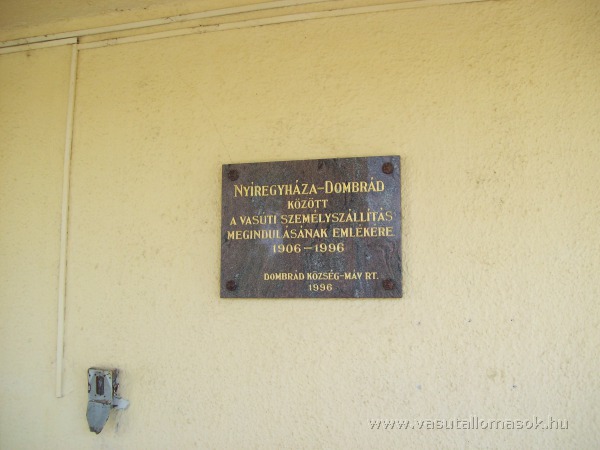 NYÍREGYHÁZA–DOMBRÁD
KÖZÖTT
A VASÚTI SZEMÉLYSZÁLLÍTÁS
MEGINDULÁSÁNAK EMLÉKÉRE
1906–1996
DOMBRÁD KÖZSÉG–MÁV RT.
1996
www.vasutallomasok.hu